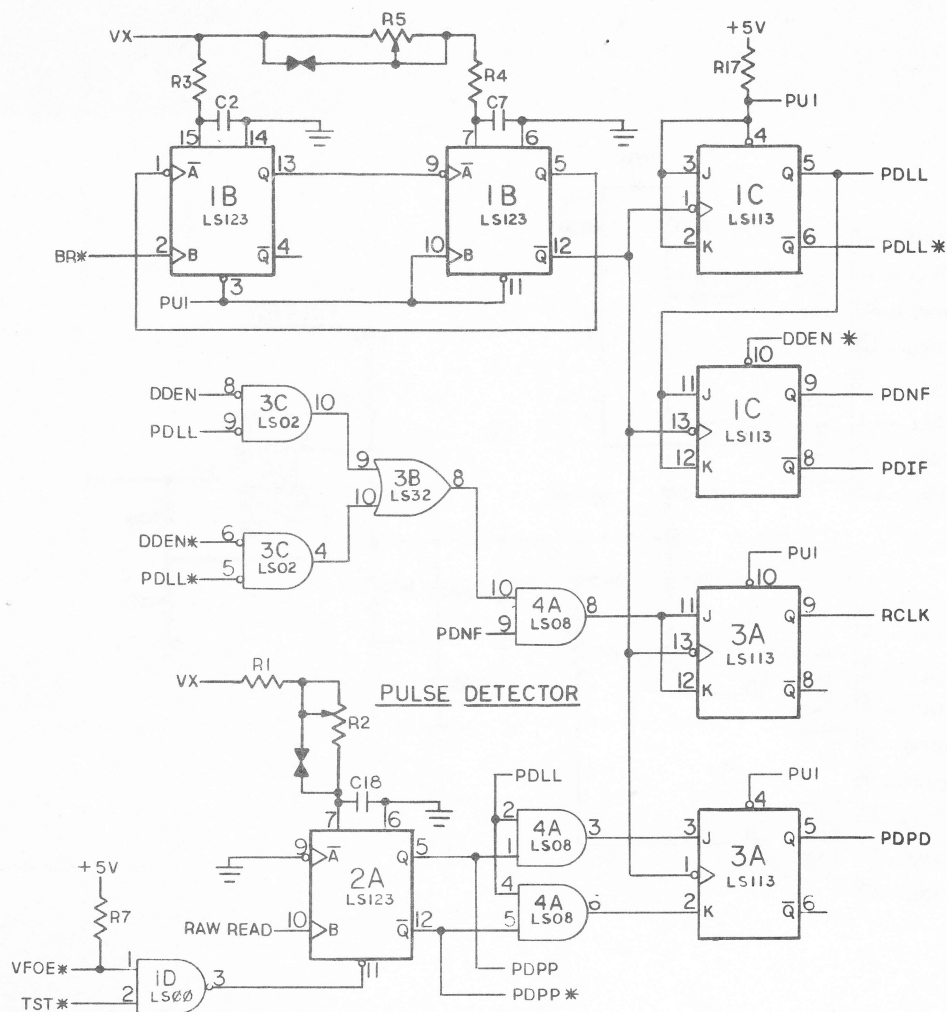 VX
R5
+5V
R3
R4
R17
C2
C7
PU1
15
14
7
6
4
1
A
Q
13
9
A
Q
5
3
J
Q
5
PDLL
1B
LS123
1B
LS123
1
1C
LS113
BR*
2
B
Q
4
10
B
Q
12
2
K
Q
6
PDLL*
3
11
PU1
DDEN *
10
DDEN
8
3C
LS02
10
11
J
Q
9
PDNF
PDLL
9
13
1C
LS113
9
3B
LS32
8
10
12
K
Q
8
PDIF
DDEN*
6
3C
LS02
4
PDLL*
5
PU1
10
10
4A
LS08
8
11
J
Q
9
RCLK
PDNF
9
13
3A
LS113
12
K
Q
8
R1
VX
PULSE DETECTOR
R2
C18
PDLL
PU1
7
6
4
2
4A
LS08
3
3
J
Q
5
PDPD
9
A
Q
5
1
2A
LS123
1
3A
LS113
+5V
4
4A
LS08
6
2
K
Q
6
R7
RAW READ
10
B
Q
12
5
11
VFOE*
1
1D
LS00
3
PDPP
TST*
2
PDPP*